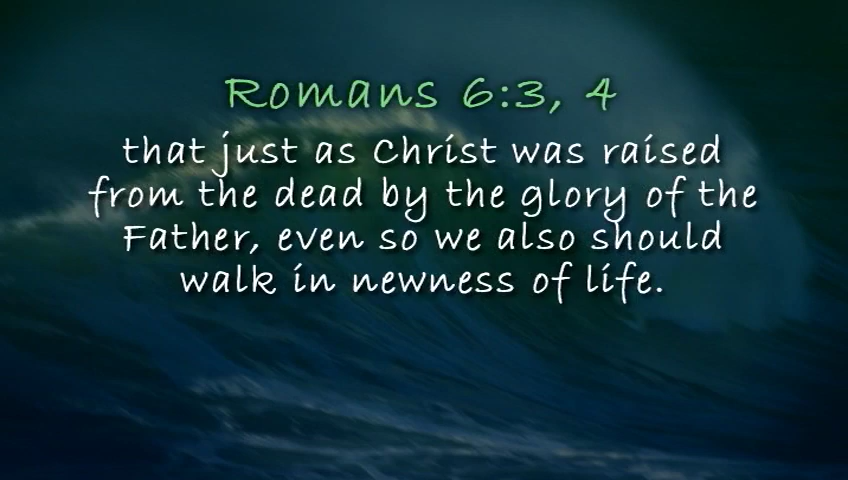 Romans 6:3, 4
that just as Christ was raised
from the dead by the glory of the
Father, even so we also should
walk in newness of life.